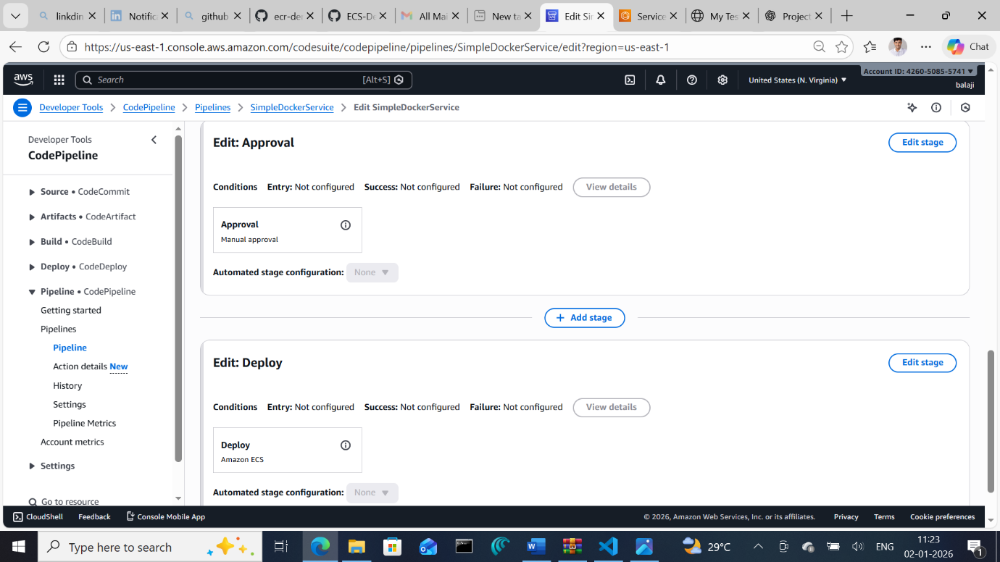 linkdin
Notific
github
ecr-der
ECS-De
All Mai
New ta
Edit Sin
Service
My Tes
Project
https://us-east-1.console.aws.amazon.com/codesuite/codepipeline/pipelines/SimpleDockerService/edit?region=us-east-1
Chat
aws
Search
[Alt+S]
United States (N. Virginia)
Account ID: 4260-5085-5741
balaji
Developer Tools
CodePipeline
Pipelines
SimpleDockerService
Edit SimpleDockerService
Developer Tools
CodePipeline
Source • CodeCommit
Artifacts • CodeArtifact
Build • CodeBuild
Deploy • CodeDeploy
Pipeline • CodePipeline
Getting started
Pipelines
Pipeline
Action details New
History
Settings
Pipeline Metrics
Account metrics
Settings
Go to resource
Edit: Approval
Edit stage
Conditions Entry: Not configured Success: Not configured Failure: Not configured View details
Approval
Manual approval
Automated stage configuration: None
+ Add stage
Edit: Deploy
Edit stage
Conditions Entry: Not configured Success: Not configured Failure: Not configured View details
Deploy
Amazon ECS
Automated stage configuration: None
CloudShell Feedback Console Mobile App
© 2026, Amazon Web Services, Inc. or its affiliates. Privacy Terms Cookie preferences
Type here to search
29°C
ENG
11:23
02-01-2026
1